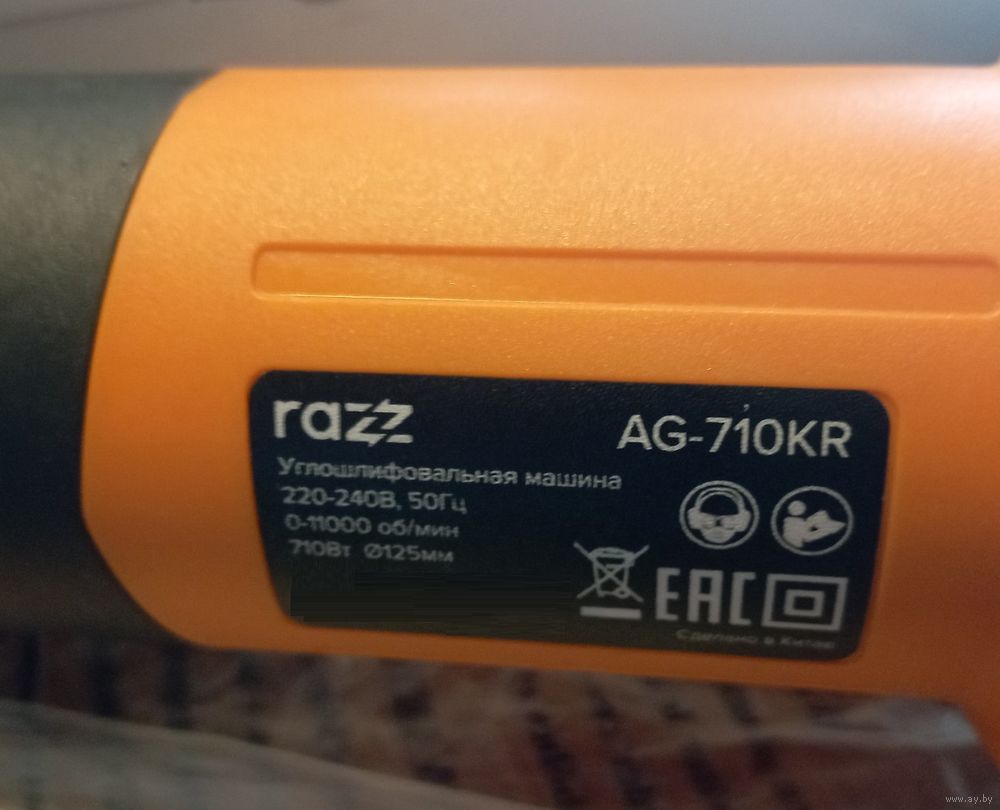 razz
AG-710KR
Углошлифовальная машина
220-240В, 50Гц
0-11000 об/мин
710Вт Ø125мм
EAC
Сделано в Китае
www.ay.by